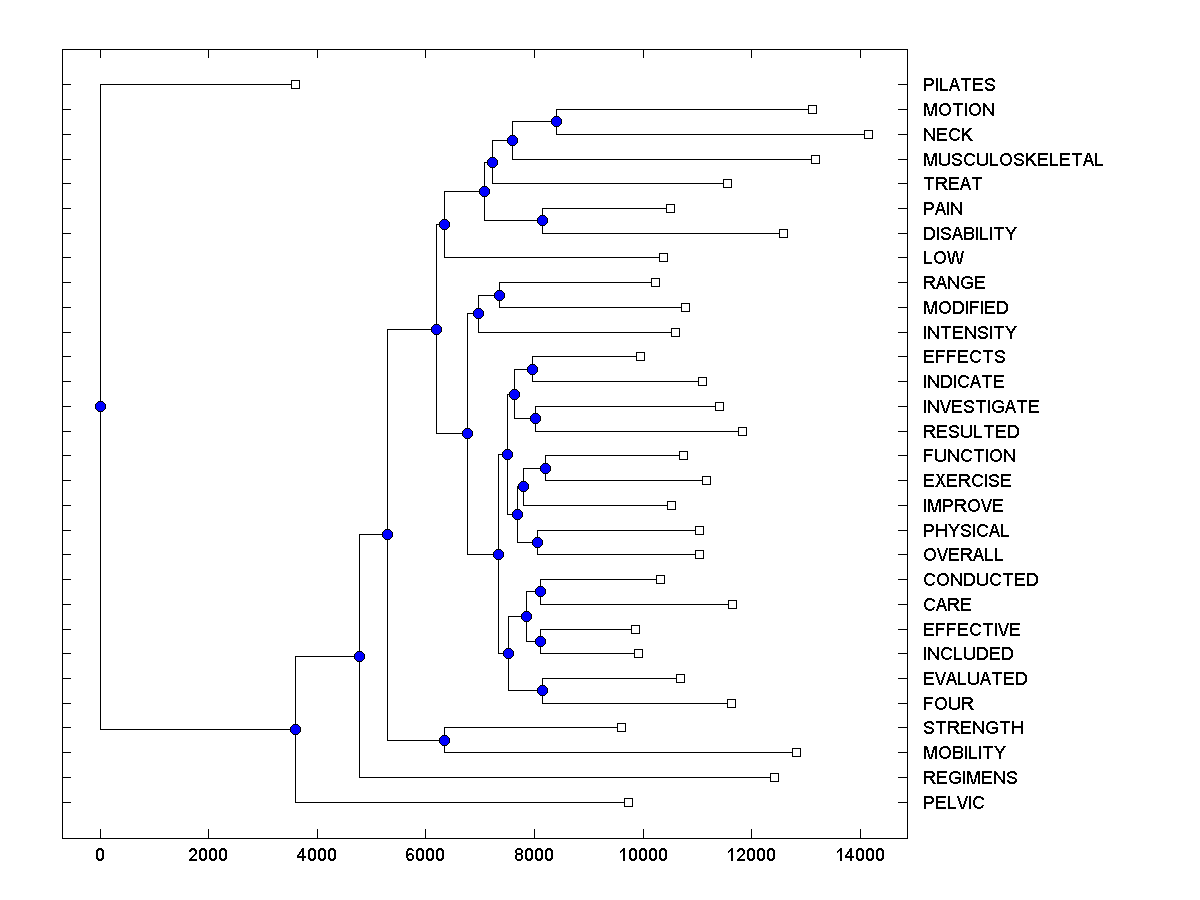 PILATES
MOTION
NECK
MUSCULOSKELETAL
TREAT
PAIN
DISABILITY
LOW
RANGE
MODIFIED
INTENSITY
EFFECTS
INDICATE
INVESTIGATE
RESULTED
FUNCTION
EXERCISE
IMPROVE
PHYSICAL
OVERALL
CONDUCTED
CARE
EFFECTIVE
INCLUDED
EVALUATED
FOUR
STRENGTH
MOBILITY
REGIMENS
PELVIC
0 2000 4000 6000 8000 10000 12000 14000